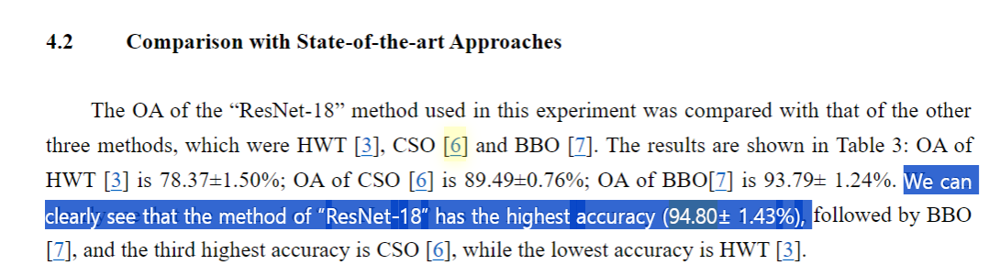 4.2 Comparison with State-of-the-art Approaches
The OA of the “ResNet-18” method used in this experiment was compared with that of the other
three methods, which were HWT [3], CSO [6] and BBO [7]. The results are shown in Table 3: OA of
HWT [3] is 78.37±1.50%; OA of CSO [6] is 89.49±0.76%; OA of BBO[7] is 93.79± 1.24%. We can
clearly see that the method of “ResNet-18” has the highest accuracy (94.80± 1.43%), followed by BBO
[7], and the third highest accuracy is CSO [6], while the lowest accuracy is HWT [3].